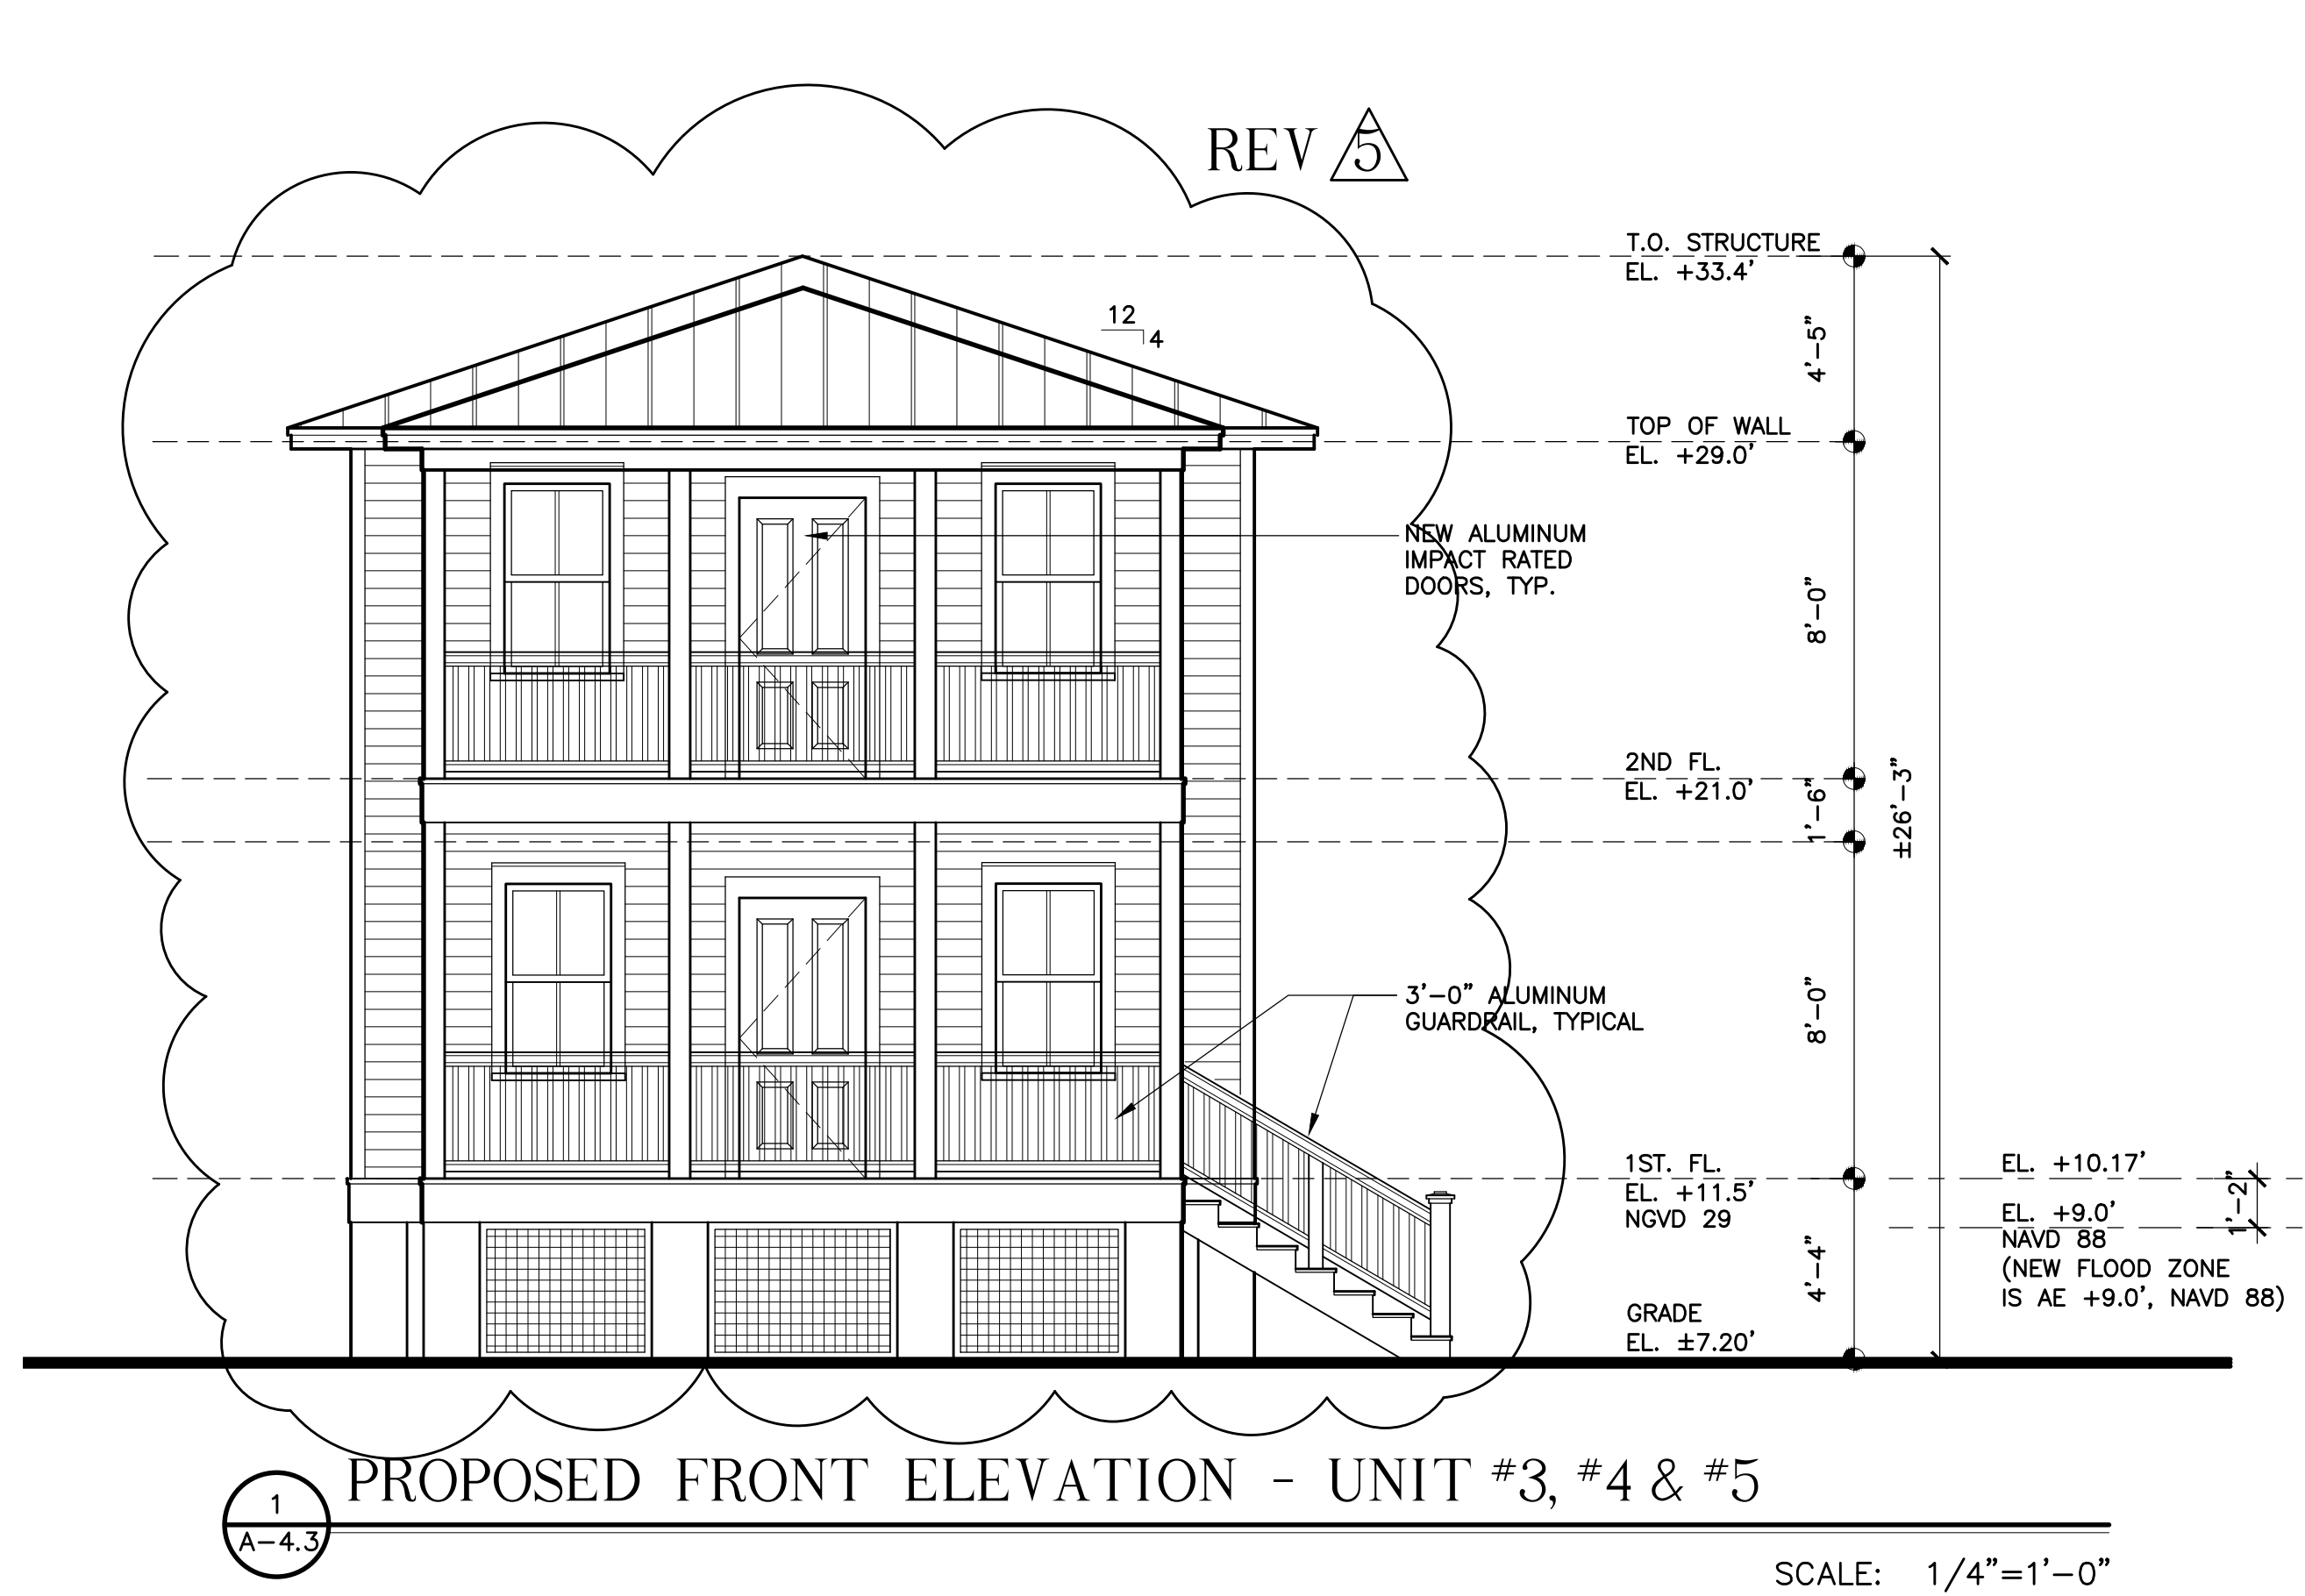 REV 5
T.O. STRUCTURE
EL. +33.4'
12
4
4'-5"
TOP OF WALL
EL. +29.0'
NEW ALUMINUM
IMPACT RATED
DOORS, TYP.
8'-0"
2ND FL.
EL. +21.0'
1'-6"
±26'-3"
3'-0" ALUMINUM
GUARDRAIL, TYPICAL
8'-0"
1ST. FL.
EL. +11.5'
NGVD 29
EL. +10.17'
1'-2"
EL. +9.0'
NAVD 88
(NEW FLOOD ZONE
IS AE +9.0', NAVD 88)
4'-4"
GRADE
EL. ±7.20'
PROPOSED FRONT ELEVATION - UNIT #3, #4 & #5
1
A-4.3
SCALE: 1/4"=1'-0"